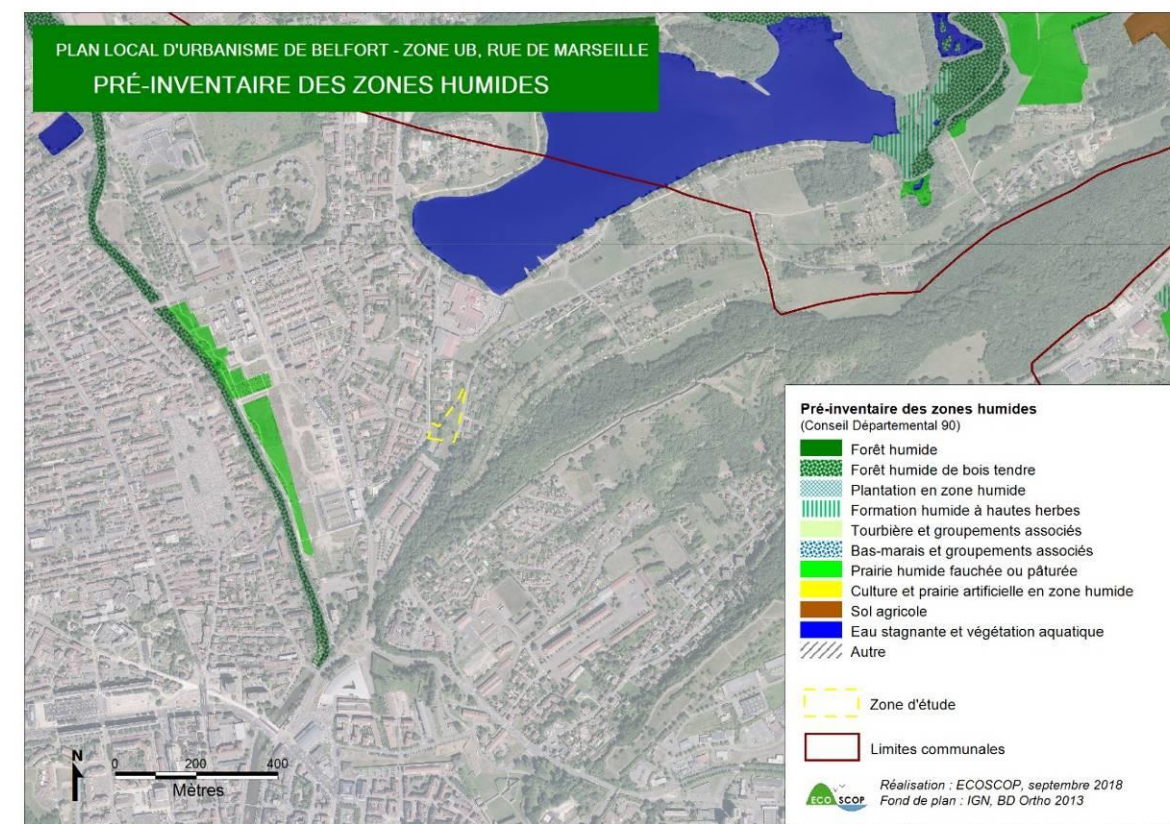 PLAN LOCAL D'URBANISME DE BELFORT - ZONE UB, RUE DE MARSEILLE
PRÉ-INVENTAIRE DES ZONES HUMIDES
Pré-inventaire des zones humides
(Conseil Départemental 90)
Forêt humide
Forêt humide de bois tendre
Plantation en zone humide
Formation humide à hautes herbes
Tourbière et groupements associés
Bas-marais et groupements associés
Prairie humide fauchée ou pâturée
Culture et prairie artificielle en zone humide
Sol agricole
Eau stagnante et végétation aquatique
Autre
Zone d'étude
Limites communales
ECO SCOP
Réalisation : ECOSCOP, septembre 2018
Fond de plan : IGN, BD Ortho 2013
N
0 200 400
Mètres